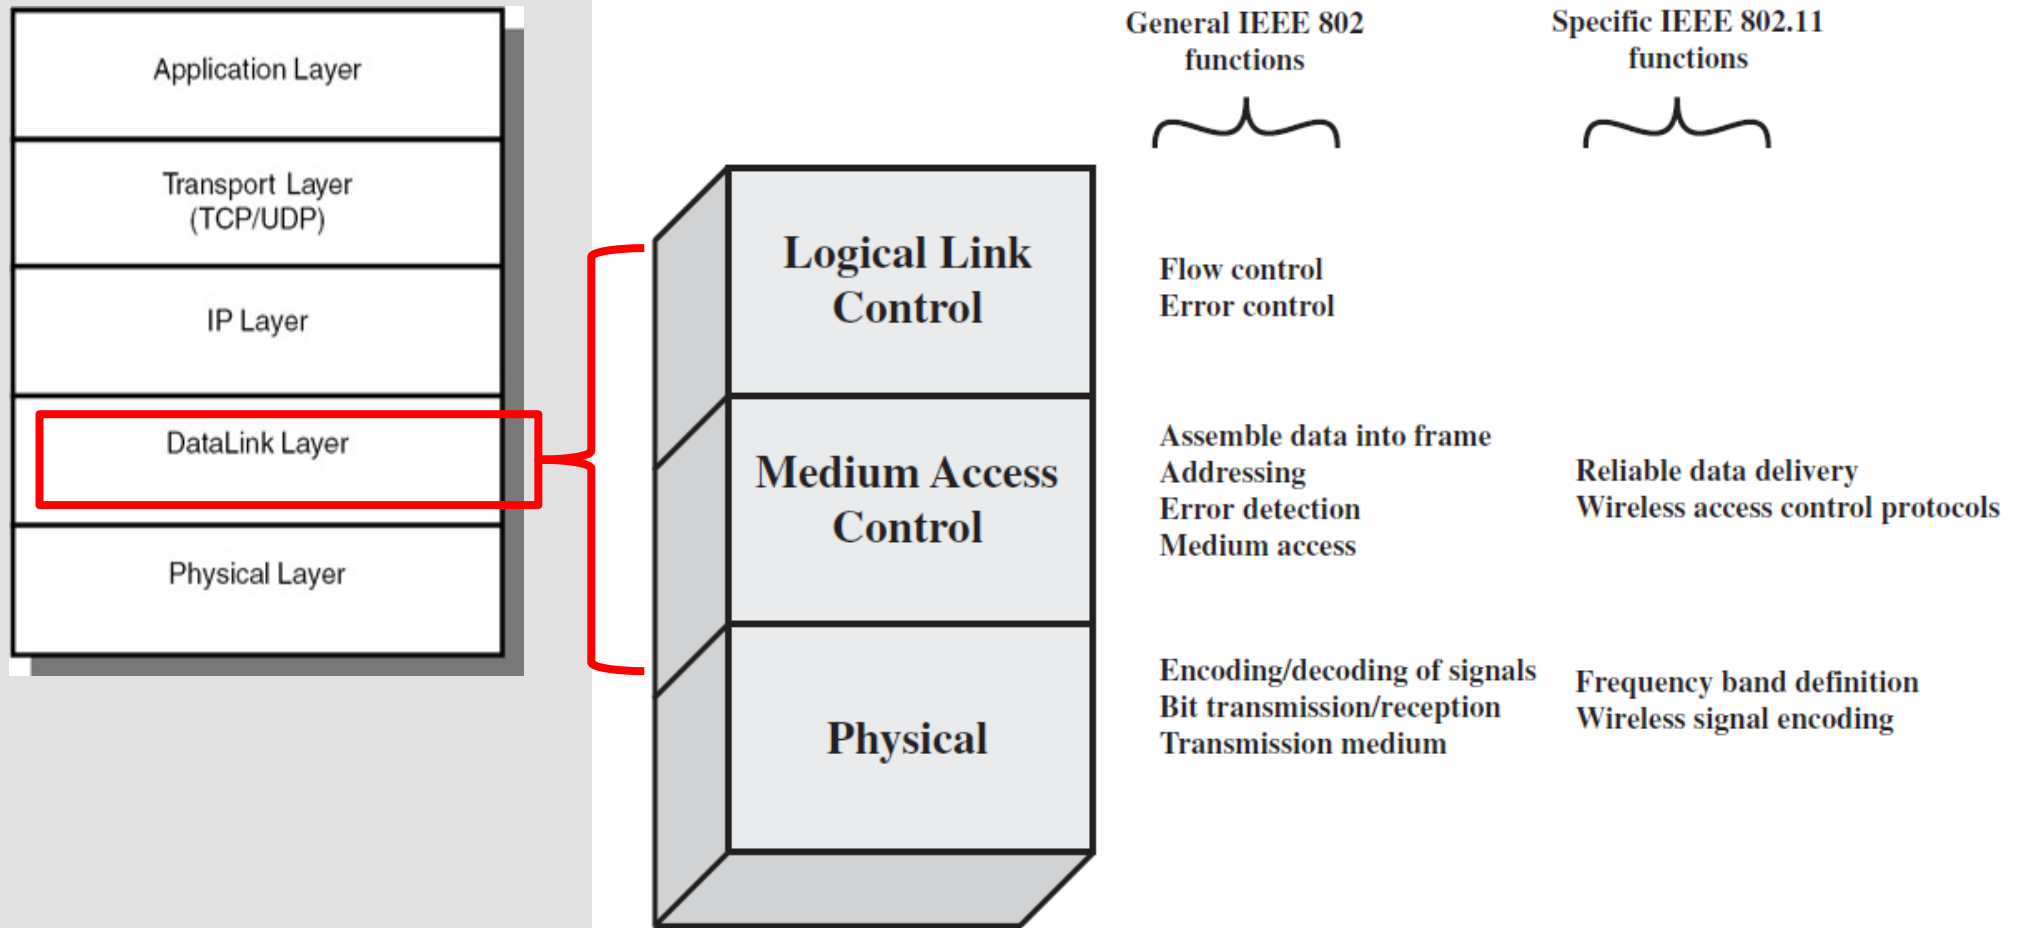 Application Layer
Transport Layer
(TCP/UDP)
IP Layer
DataLink Layer
Physical Layer
General IEEE 802
functions
Specific IEEE 802.11
functions
Logical Link
Control
Flow control
Error control
Medium Access
Control
Assemble data into frame
Addressing
Error detection
Medium access
Reliable data delivery
Wireless access control protocols
Physical
Encoding/decoding of signals
Bit transmission/reception
Transmission medium
Frequency band definition
Wireless signal encoding